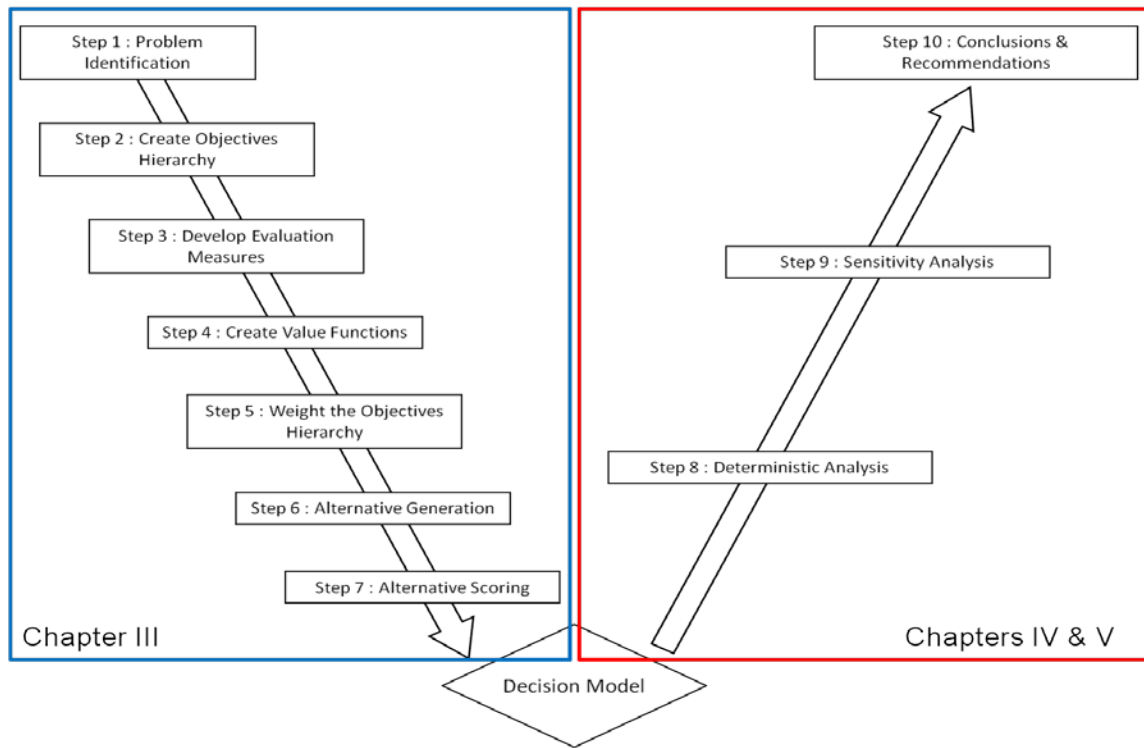 Step 1 : Problem
Identification
Step 2 : Create Objectives
Hierarchy
Step 3 : Develop Evaluation
Measures
Step 4 : Create Value Functions
Step 5 : Weight the Objectives
Hierarchy
Step 6 : Alternative Generation
Step 7 : Alternative Scoring
Chapter III
Decision Model
Step 10 : Conclusions &
Recommendations
Step 9 : Sensitivity Analysis
Step 8 : Deterministic Analysis
Chapters IV & V